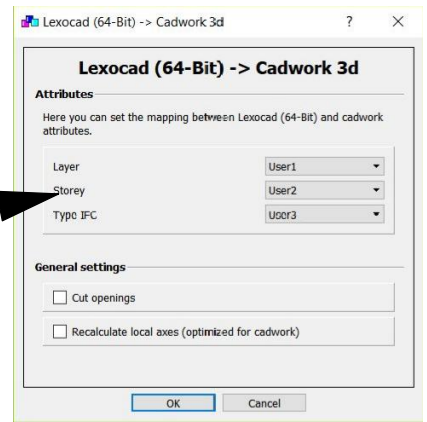 Lexocad (64-Bit) -> Cadwork 3d ? ×
Lexocad (64-Bit) -> Cadwork 3d
Attributes
Here you can set the mapping between Lexocad (64-Bit) and cadwork
attributes.
Layer User1
Storey User2
Type IFC User3
General settings
Cut openings
Recalculate local axes (optimized for cadwork)
OK Cancel